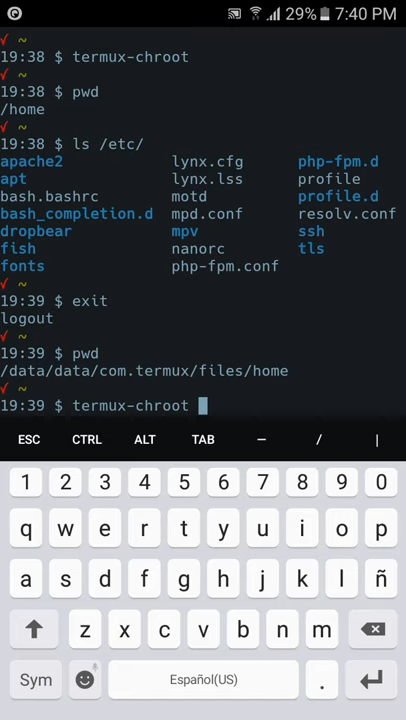 29% 7:40 PM
✓ ~
19:38 $ termux-chroot
✓ ~
19:38 $ pwd
/home
✓ ~
19:38 $ ls /etc/
apache2 lynx.cfg php-fpm.d
apt lynx.lss profile
bash.bashrc motd profile.d
bash_completion.d mpd.conf resolv.conf
dropbear mpv ssh
fish nanorc tls
fonts php-fpm.conf
✓ ~
19:39 $ exit
logout
✓ ~
19:39 $ pwd
/data/data/com.termux/files/home
✓ ~
19:39 $ termux-chroot
ESC CTRL ALT TAB — / |
1 2 3 4 5 6 7 8 9 0
q w e r t y u i o p
a s d f g h j k l ñ
z x c v b n m
Sym Español(US) .